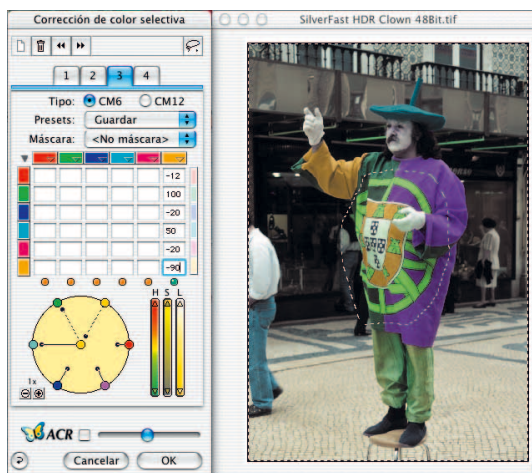 Corrección de color selectiva
SilverFast HDR Clown 48Bit.tif
1 2 3 4
Tipo: CM6 CM12
Presets: Guardar
Máscara: <No máscara>
-12
100
-20
50
-20
-90
H S L
1x
ACR
Cancelar OK